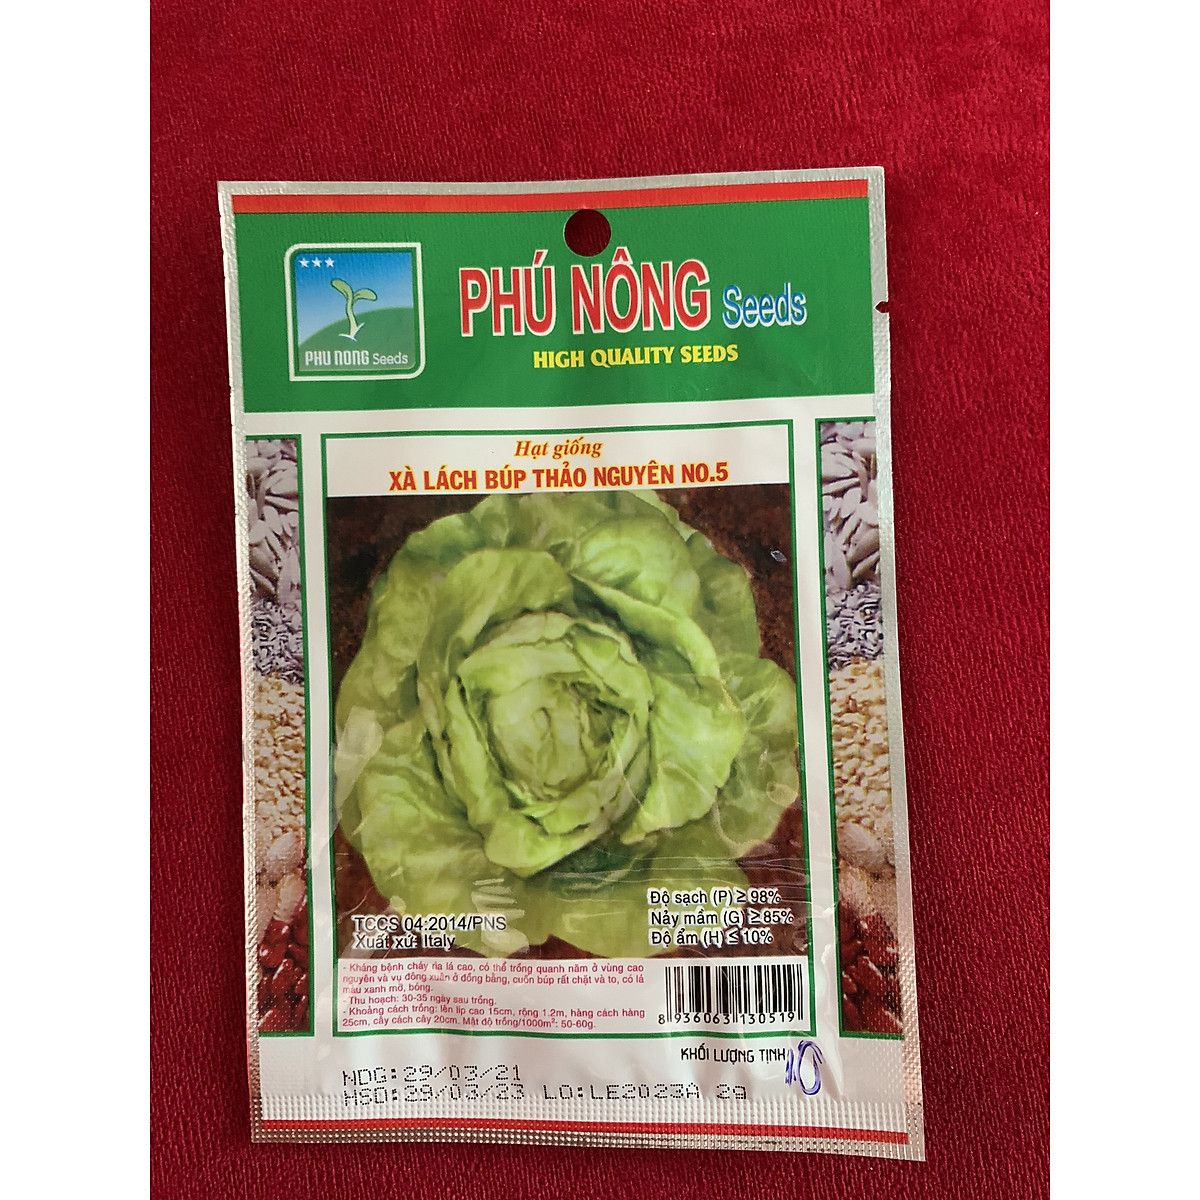 PHU NONG Seeds
PHÚ NÔNG Seeds
HIGH QUALITY SEEDS
Hạt giống
XÀ LÁCH BÚP THẢO NGUYÊN NO.5
Độ sạch (P) ≥ 98%
Nảy mầm (G) ≥ 85%
Độ ẩm (H) ≤ 10%
TCCS 04:2014/PNS
Xuất xứ: Italy
- Kháng bệnh cháy rìa lá cao, có thể trồng quanh năm ở vùng cao
nguyên và vụ đông xuân ở đồng bằng, cuốn búp rất chặt và to, có lá
màu xanh mỡ, bóng.
- Thu hoạch: 30-35 ngày sau trồng.
- Khoảng cách trồng: lên líp cao 15cm, rộng 1.2m, hàng cách hàng
25cm, cây cách cây 20cm. Mật độ trồng/1000m²: 50-60g.
8 936063 130519
KHỐI LƯỢNG TỊNH
NDG:29/03/21
HSD:29/03/23 LO:LE2023A 2g